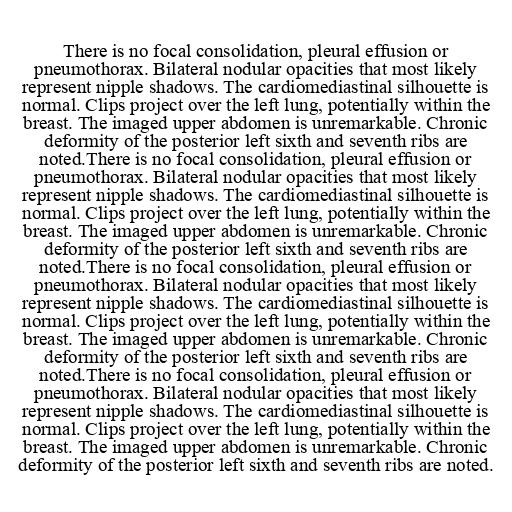 There is no focal consolidation, pleural effusion or
pneumothorax. Bilateral nodular opacities that most likely
represent nipple shadows. The cardiomediastinal silhouette is
normal. Clips project over the left lung, potentially within the
breast. The imaged upper abdomen is unremarkable. Chronic
deformity of the posterior left sixth and seventh ribs are
noted.There is no focal consolidation, pleural effusion or
pneumothorax. Bilateral nodular opacities that most likely
represent nipple shadows. The cardiomediastinal silhouette is
normal. Clips project over the left lung, potentially within the
breast. The imaged upper abdomen is unremarkable. Chronic
deformity of the posterior left sixth and seventh ribs are
noted.There is no focal consolidation, pleural effusion or
pneumothorax. Bilateral nodular opacities that most likely
represent nipple shadows. The cardiomediastinal silhouette is
normal. Clips project over the left lung, potentially within the
breast. The imaged upper abdomen is unremarkable. Chronic
deformity of the posterior left sixth and seventh ribs are
noted.There is no focal consolidation, pleural effusion or
pneumothorax. Bilateral nodular opacities that most likely
represent nipple shadows. The cardiomediastinal silhouette is
normal. Clips project over the left lung, potentially within the
breast. The imaged upper abdomen is unremarkable. Chronic
deformity of the posterior left sixth and seventh ribs are noted.